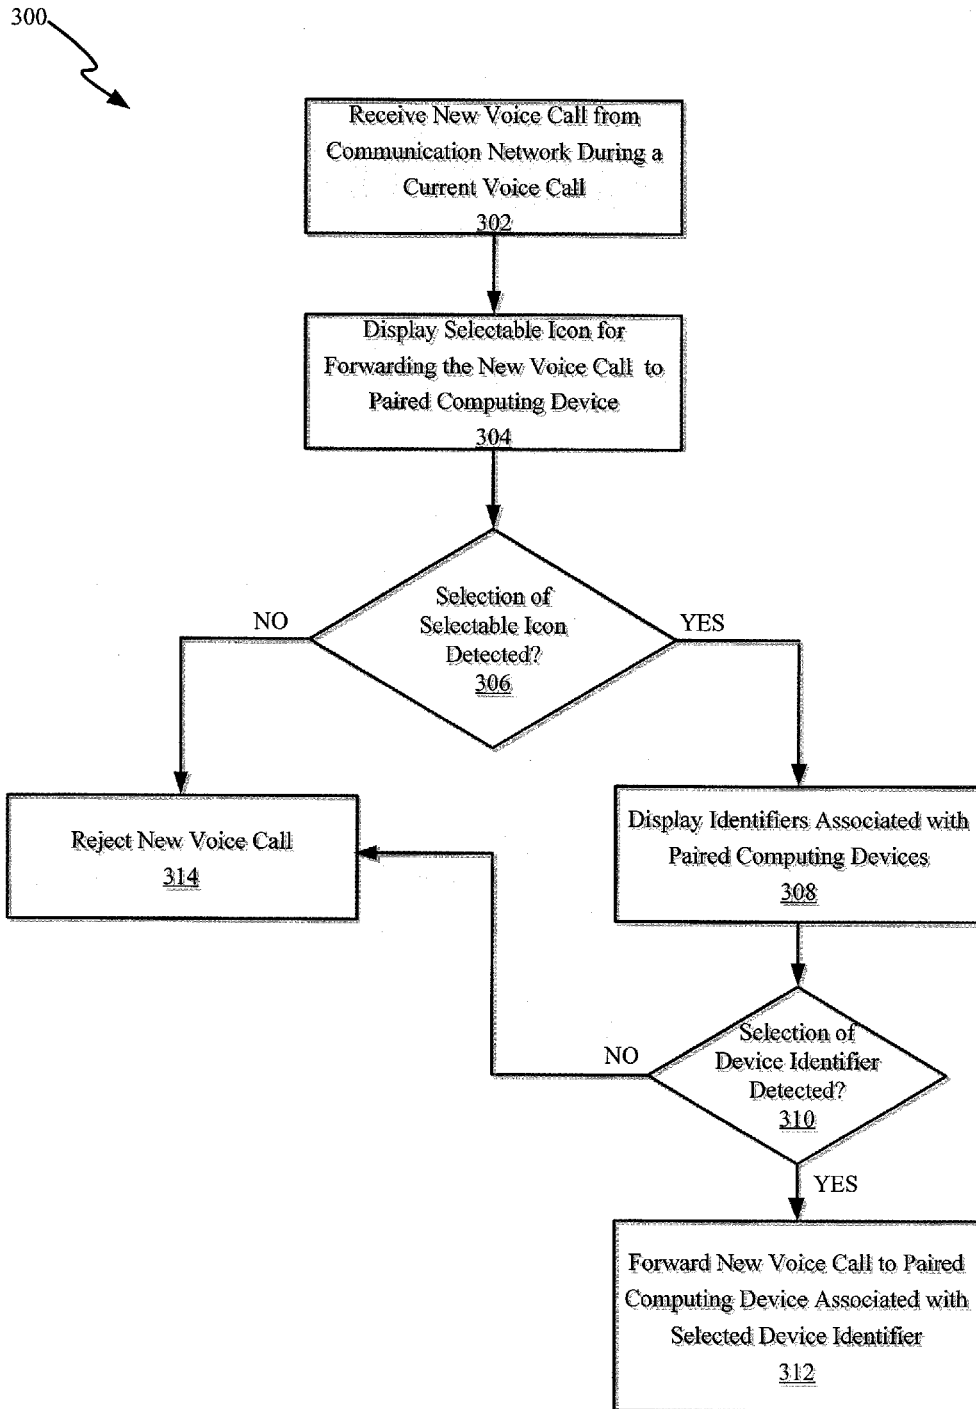 300
Receive New Voice Call from
Communication Network During a
Current Voice Call
302
Display Selectable Icon for
Forwarding the New Voice Call to
Paired Computing Device
304
Selection of
Selectable Icon
Detected?
306
NO
YES
Reject New Voice Call
314
Display Identifiers Associated with
Paired Computing Devices
308
Selection of
Device Identifier
Detected?
310
NO
YES
Forward New Voice Call to Paired
Computing Device Associated with
Selected Device Identifier
312